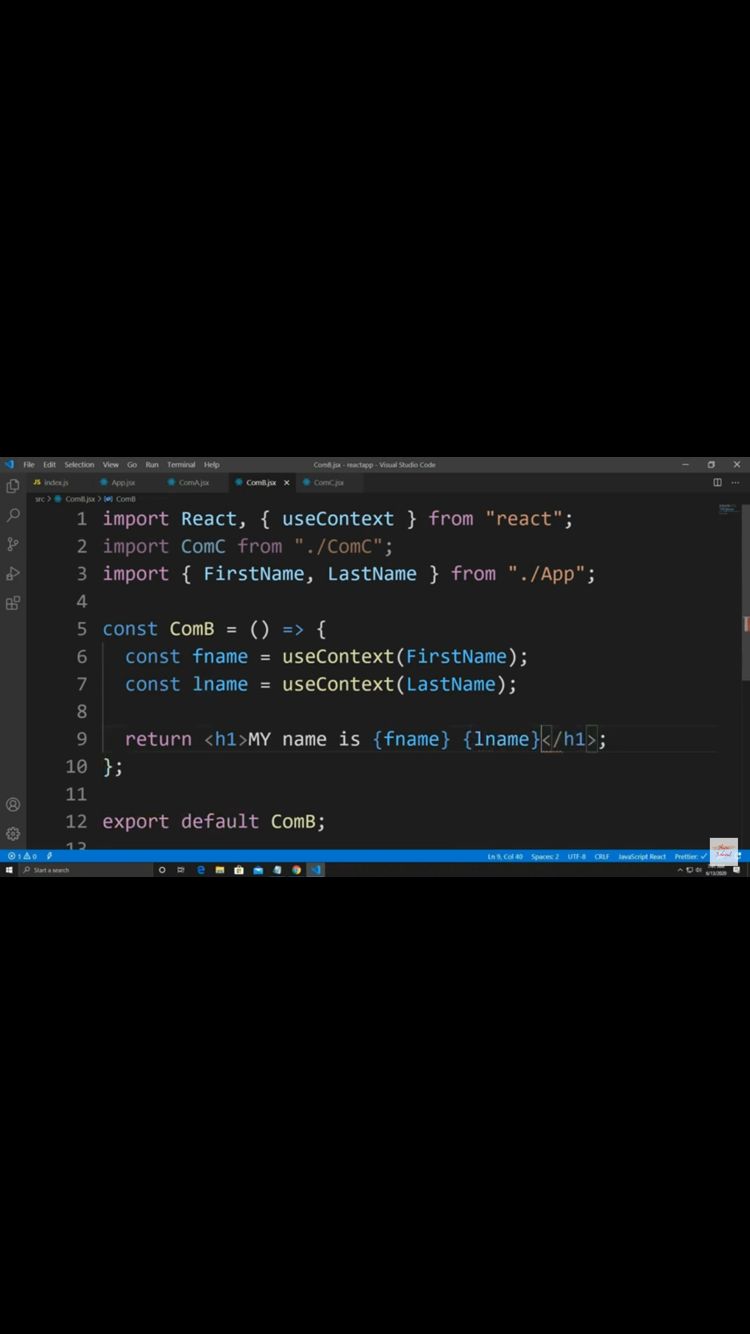 File Edit Selection View Go Run Terminal Help ComB.jsx - reactapp - Visual Studio Code
JS index.js App.jsx ComA.jsx ComB.jsx ComC.jsx
src > ComB.jsx > ComB
1 import React, { useContext } from "react";
2 import ComC from "./ComC";
3 import { FirstName, LastName } from "./App";
4
5 const ComB = () => {
6 const fname = useContext(FirstName);
7 const lname = useContext(LastName);
8
9 return <h1>MY name is {fname} {lname}</h1>;
10 };
11
12 export default ComB;
13
1 0 Ln 9, Col 40 Spaces: 2 UTF-8 CRLF JavaScript React Prettier: ✓
Start a search
6/13/2020